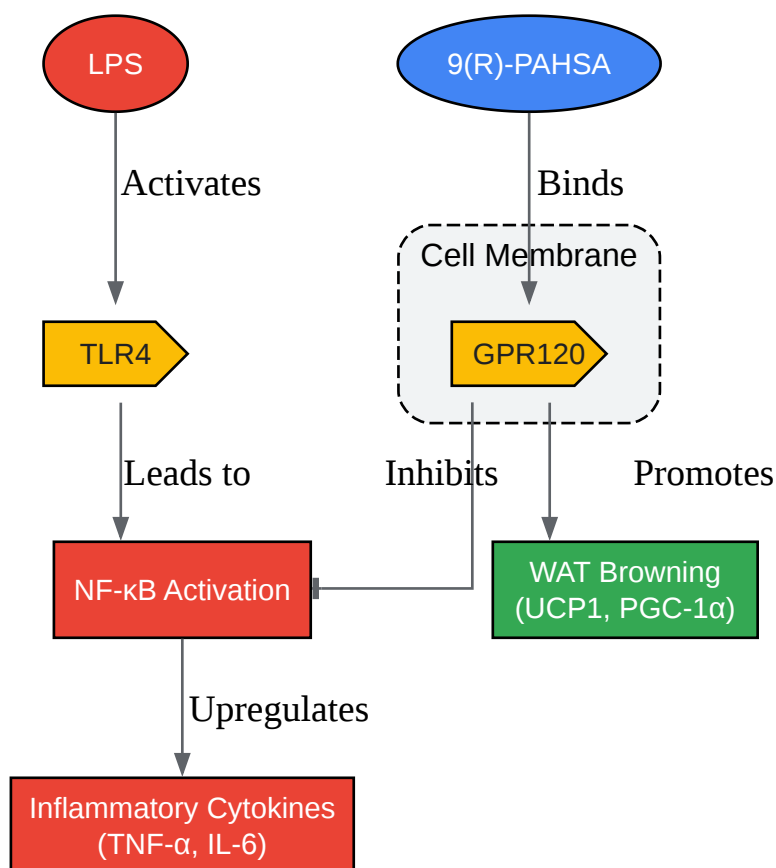 LPS
9(R)-PAHSA
Activates
Binds
Cell Membrane
TLR4
GPR120
Leads to
Inhibits
Promotes
NF-κB Activation
WAT Browning
(UCP1, PGC-1α)
Upregulates
Inflammatory Cytokines
(TNF-α, IL-6)